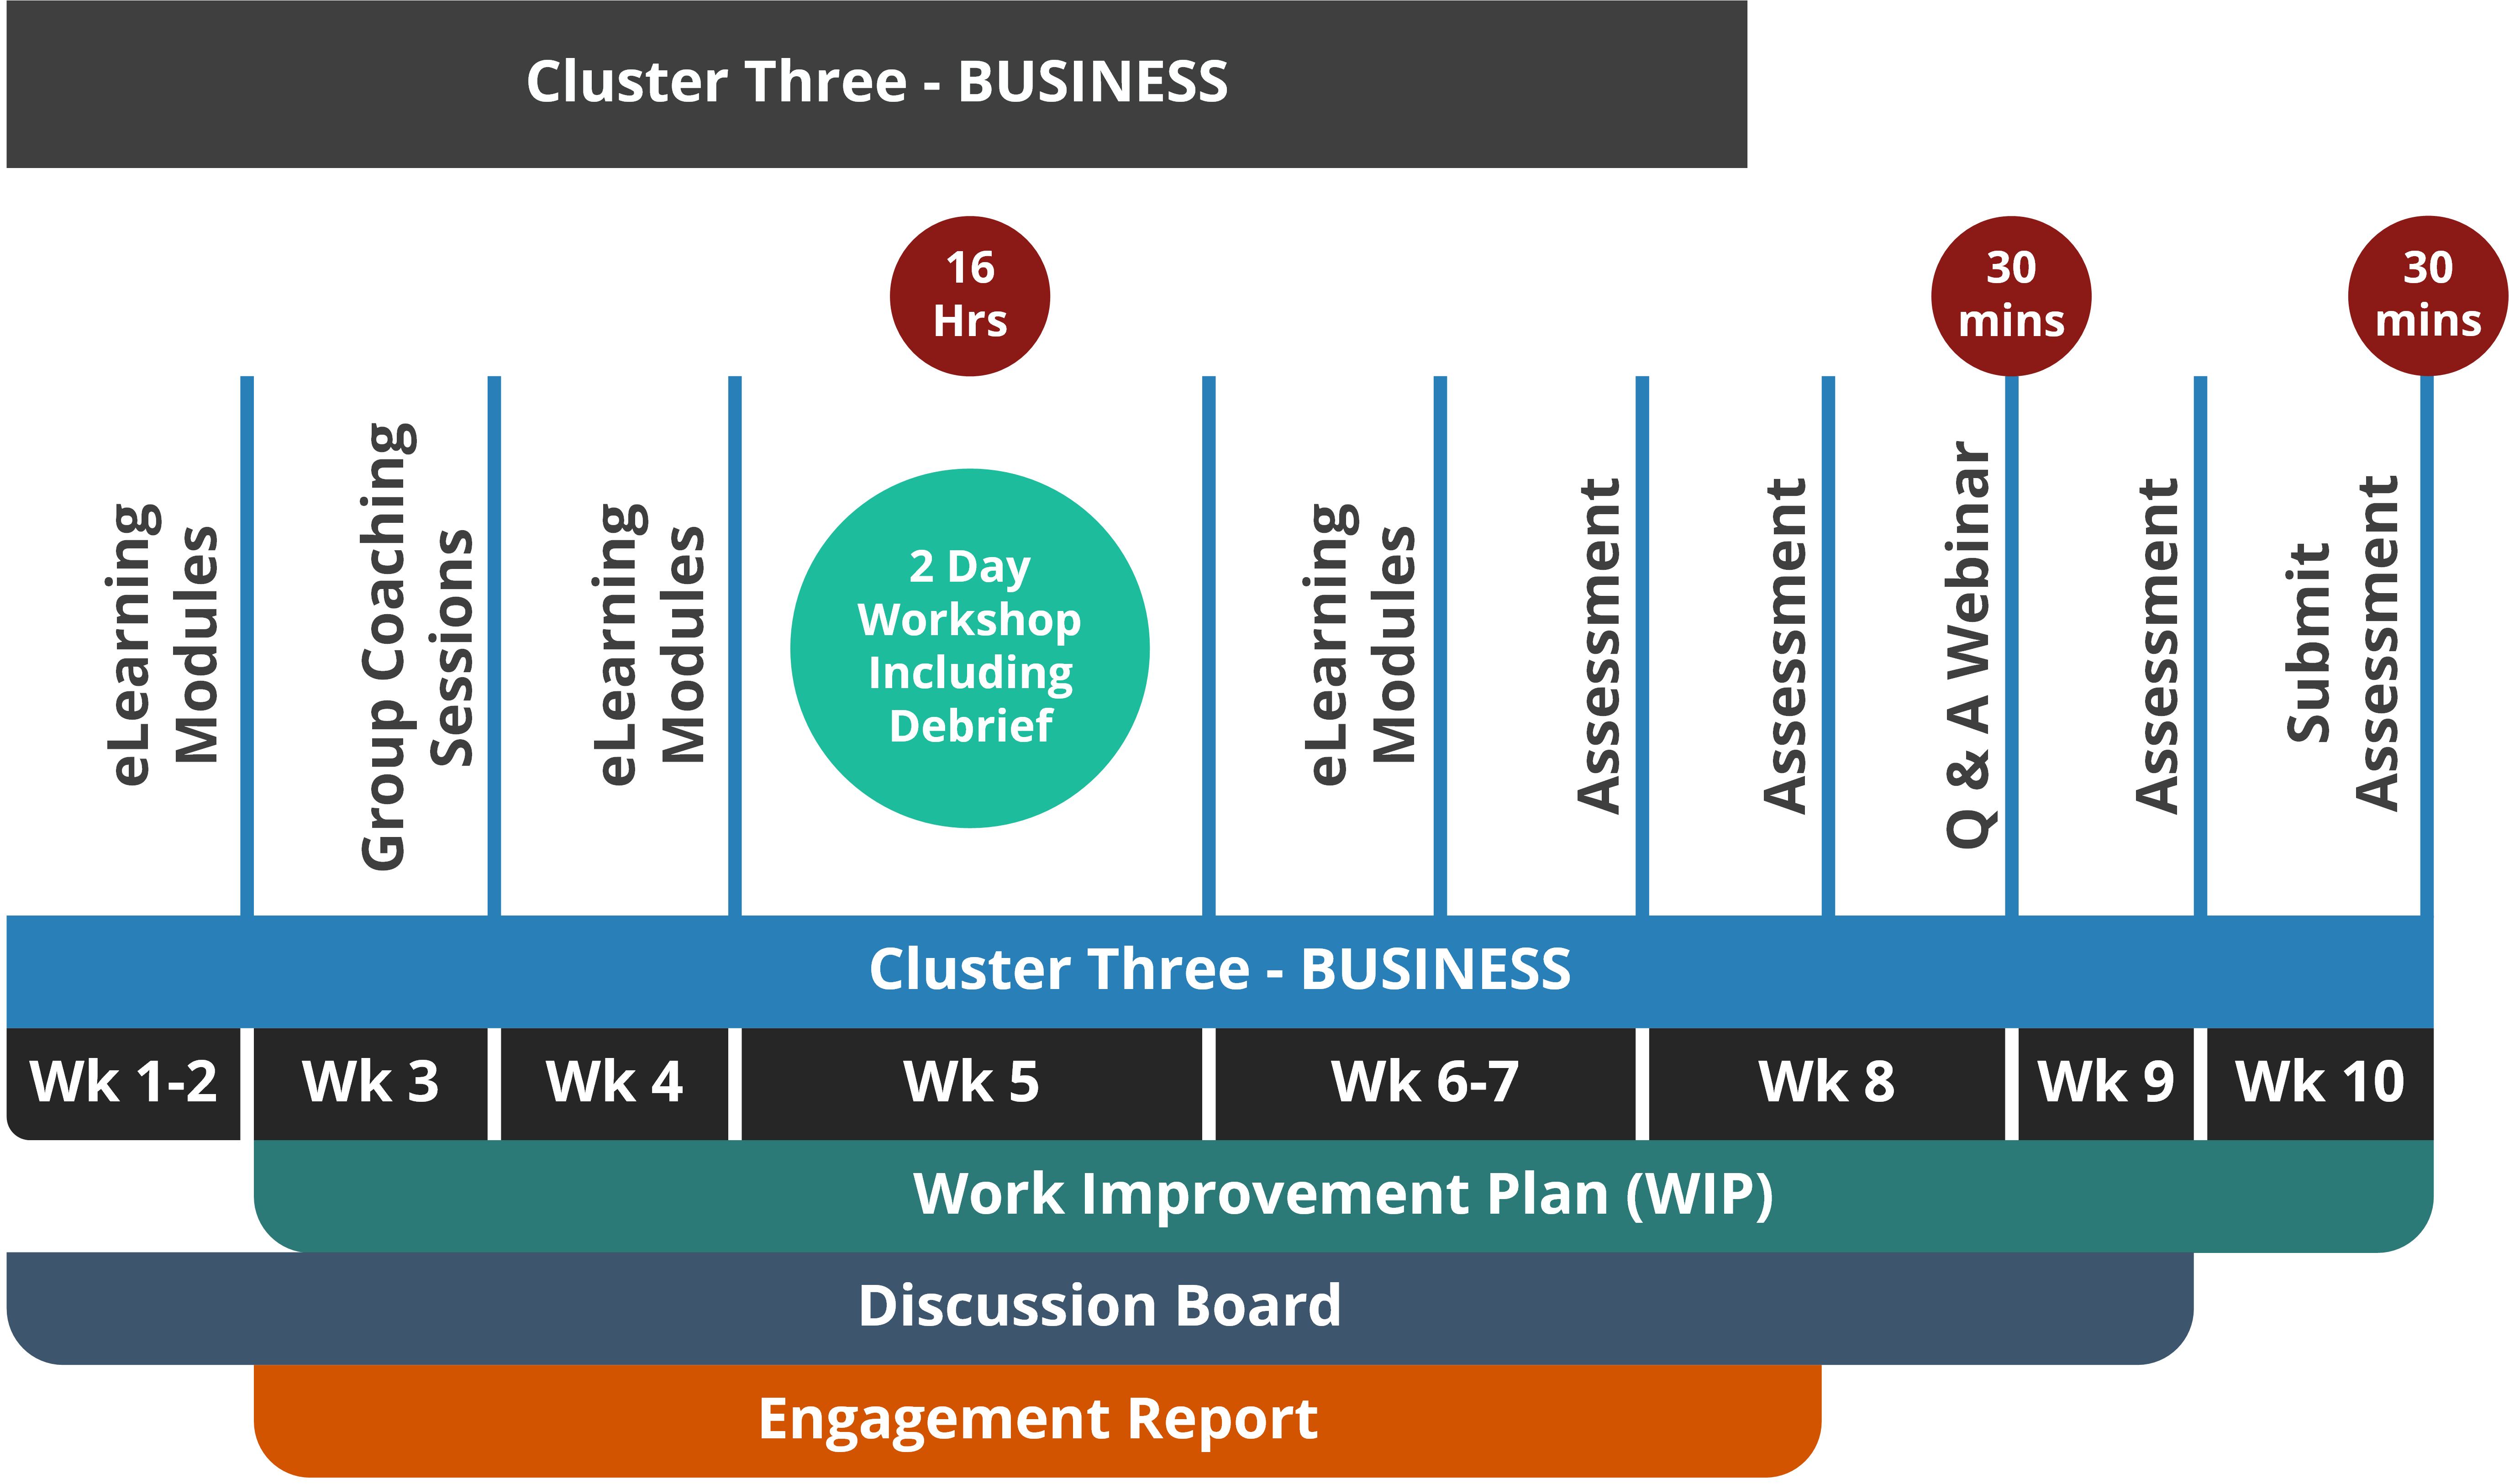 Cluster Three - BUSINESS
16
Hrs
30
mins
30
mins
eLearning
Modules
Group Coaching
Sessions
eLearning
Modules
2 Day
Workshop
Including
Debrief
eLearning
Modules
Assessment
Assessment
Q & A Webinar
Assessment
Submit
Assessment
Cluster Three - BUSINESS
Wk 1-2
Wk 3
Wk 4
Wk 5
Wk 6-7
Wk 8
Wk 9
Wk 10
Work Improvement Plan (WIP)
Discussion Board
Engagement Report